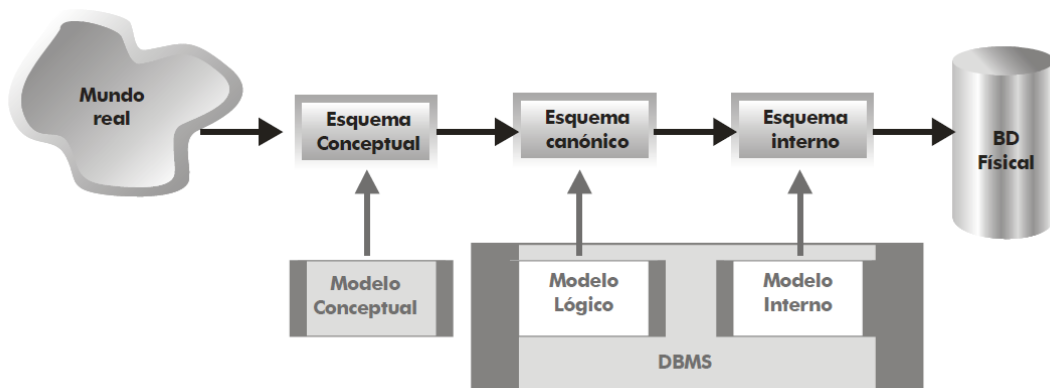 Mundo
real
Esquema
Conceptual
Esquema
canónico
Esquema
interno
BD
Físical
Modelo
Conceptual
Modelo
Lógico
Modelo
Interno
DBMS